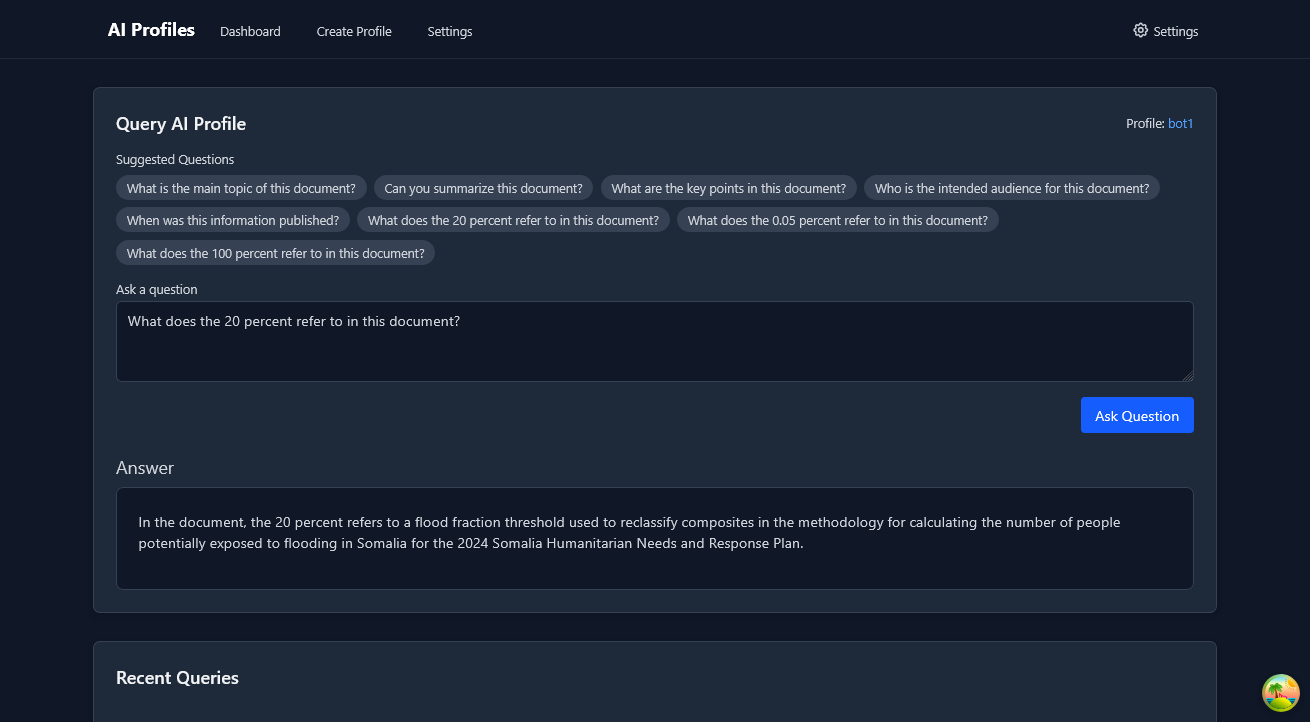 AI Profiles Dashboard Create Profile Settings Settings
Query AI Profile Profile: bot1
Suggested Questions
What is the main topic of this document? Can you summarize this document? What are the key points in this document? Who is the intended audience for this document?
When was this information published? What does the 20 percent refer to in this document? What does the 0.05 percent refer to in this document?
What does the 100 percent refer to in this document?
Ask a question
What does the 20 percent refer to in this document?
Ask Question
Answer
In the document, the 20 percent refers to a flood fraction threshold used to reclassify composites in the methodology for calculating the number of people
potentially exposed to flooding in Somalia for the 2024 Somalia Humanitarian Needs and Response Plan.
Recent Queries